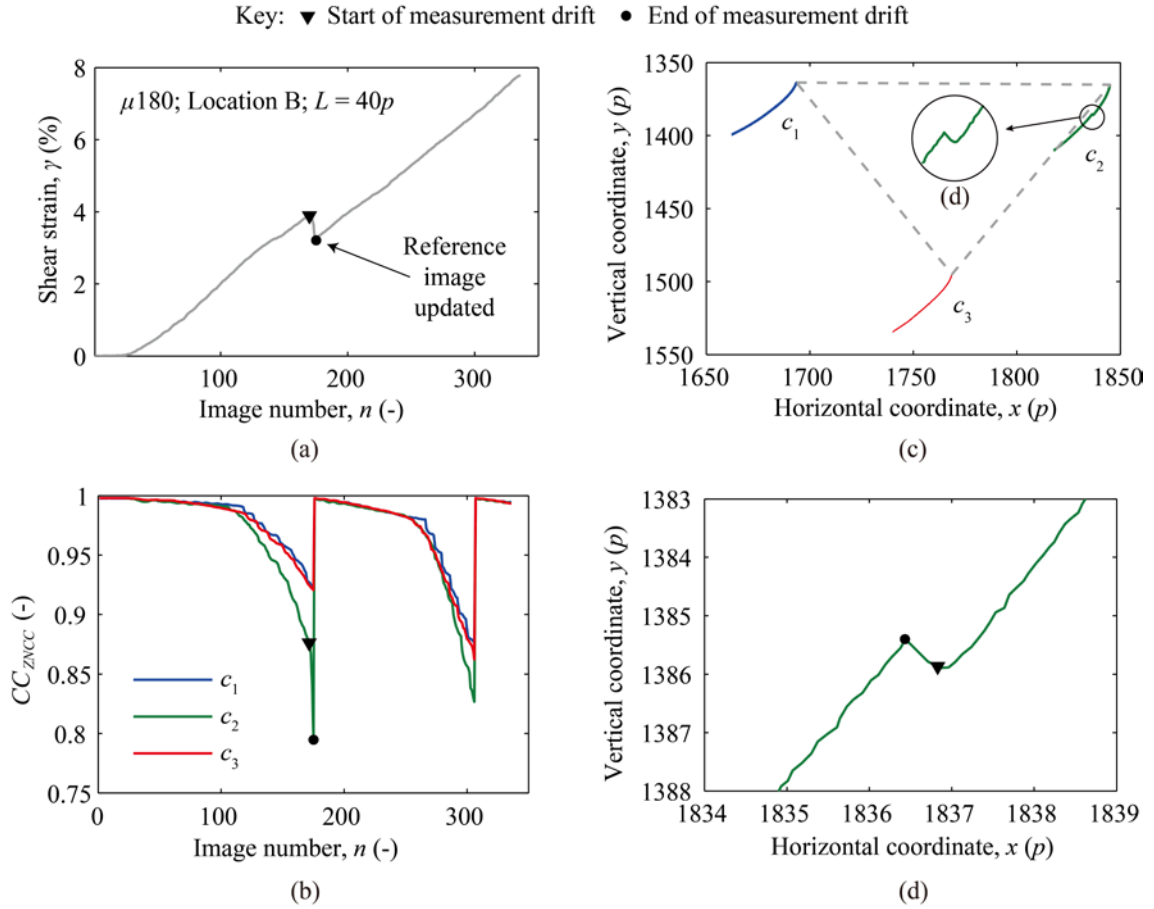 Key: ▼ Start of measurement drift ● End of measurement drift
8
6
4
2
0
Shear strain, γ (%)
μ180; Location B; L = 40p
Reference
image
updated
100
200
300
Image number, n (-)
(a)
1350
1400
1450
1500
1550
Vertical coordinate, y (p)
c1
c2
c3
(d)
1650
1700
1750
1800
1850
Horizontal coordinate, x (p)
(c)
1
0.95
0.9
0.85
0.8
0.75
CC_ZNCC (-)
c1
c2
c3
0
100
200
300
Image number, n (-)
(b)
1383
1384
1385
1386
1387
1388
Vertical coordinate, y (p)
1834
1835
1836
1837
1838
1839
Horizontal coordinate, x (p)
(d)